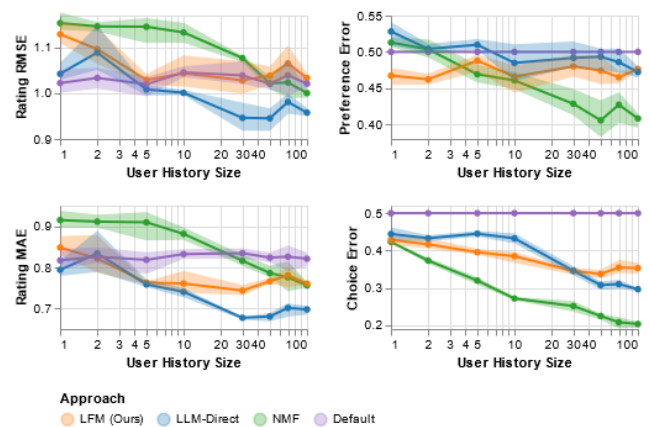 Rating RMSE
1.1
1.0
0.9
1 2 3 4 5 10 30 40 100
User History Size
Preference Error
0.55
0.50
0.45
0.40
1 2 3 4 5 10 30 40 100
User History Size
Rating MAE
0.9
0.8
0.7
1 2 3 4 5 10 20 30 40 100
User History Size
Choice Error
0.5
0.4
0.3
0.2
1 2 3 4 5 10 20 30 40 100
User History Size
Approach
LFM (Ours) LLM-Direct NMF Default